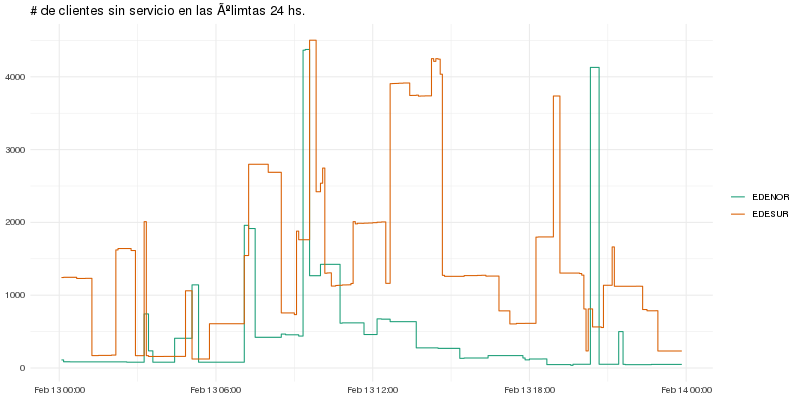 # de clientes sin servicio en las Ãºlimtas 24 hs.
4000
3000
2000
1000
0
Feb 13 00:00
Feb 13 06:00
Feb 13 12:00
Feb 13 18:00
Feb 14 00:00
EDENOR
EDESUR